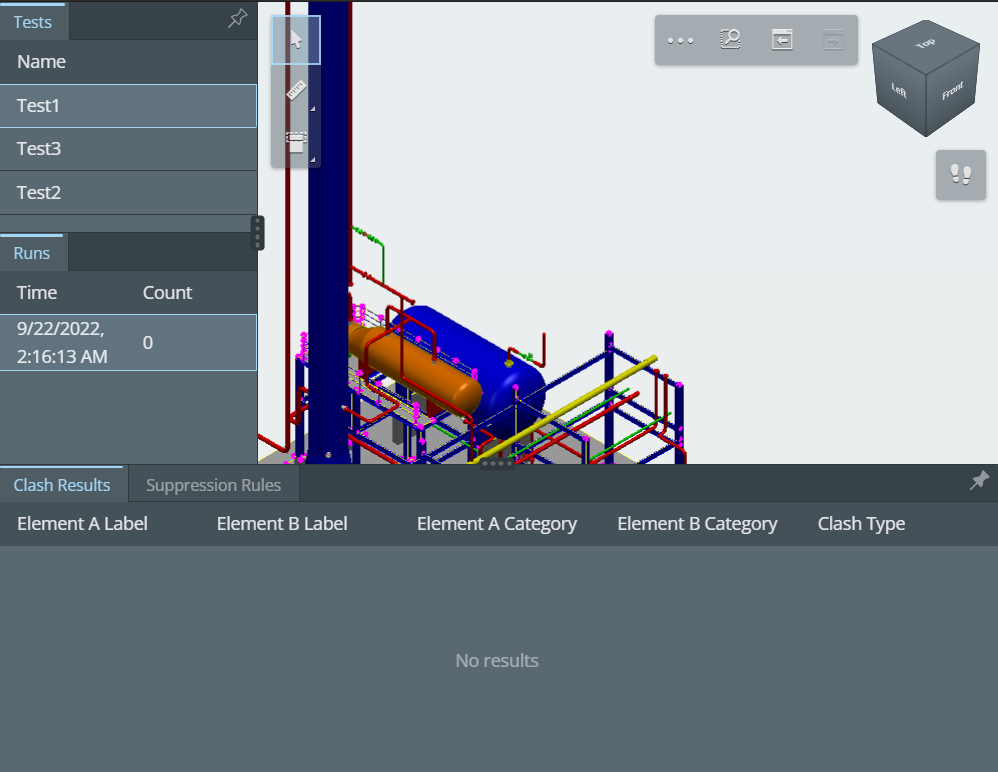 Tests
Name
Test1
Test3
Test2
Runs
Time Count
9/22/2022,
2:16:13 AM 0
Top
Left Front
Clash Results Suppression Rules
Element A Label Element B Label Element A Category Element B Category Clash Type
No results